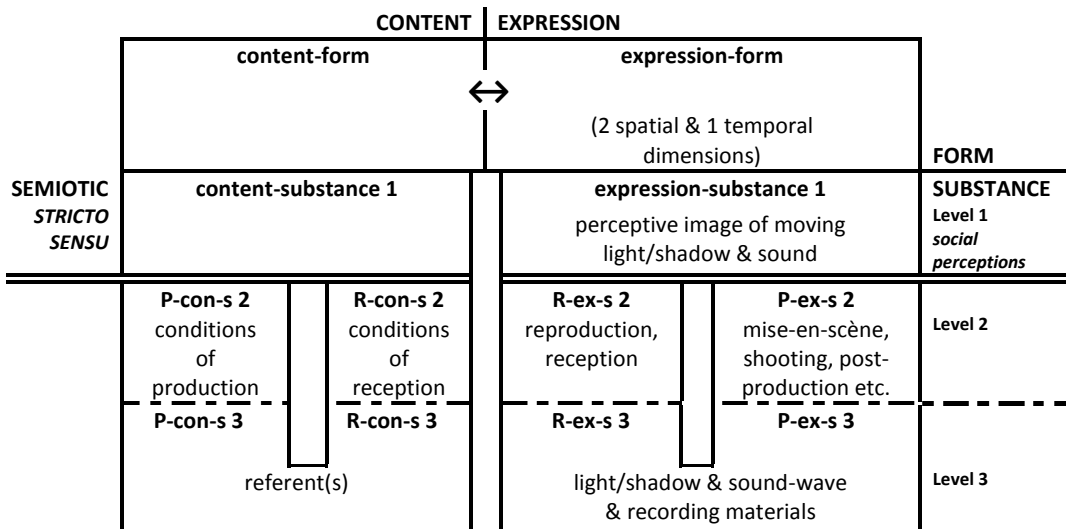 CONTENT EXPRESSION
content-form expression-form
↔
(2 spatial & 1 temporal
dimensions)
FORM
SEMIOTIC content-substance 1 expression-substance 1 SUBSTANCE
STRICTO perceptive image of moving Level 1
SENSU light/shadow & sound social
perceptions
P-con-s 2 R-con-s 2 R-ex-s 2 P-ex-s 2
conditions conditions reproduction, mise-en-scène, Level 2
of of reception shooting, post-
production reception production etc.
P-con-s 3 R-con-s 3 R-ex-s 3 P-ex-s 3
referent(s) light/shadow & sound-wave Level 3
& recording materials